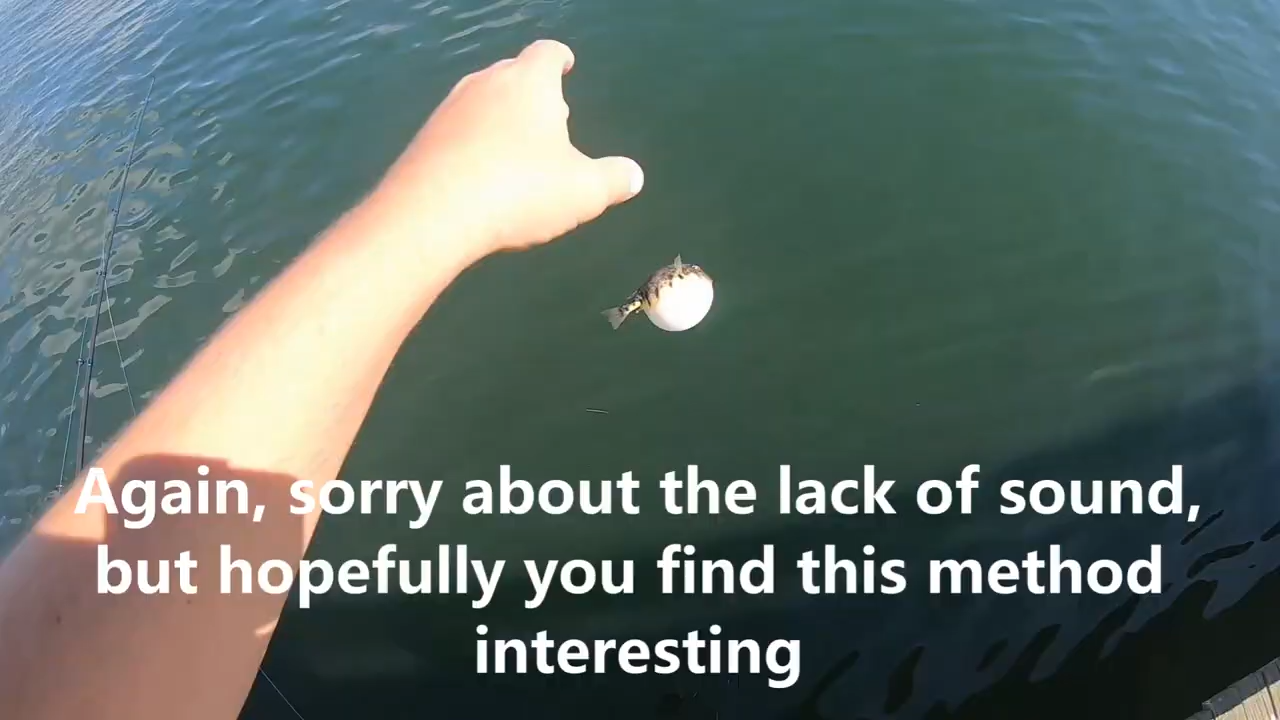 Again, sorry about the lack of sound,
but hopefully you find this method
interesting